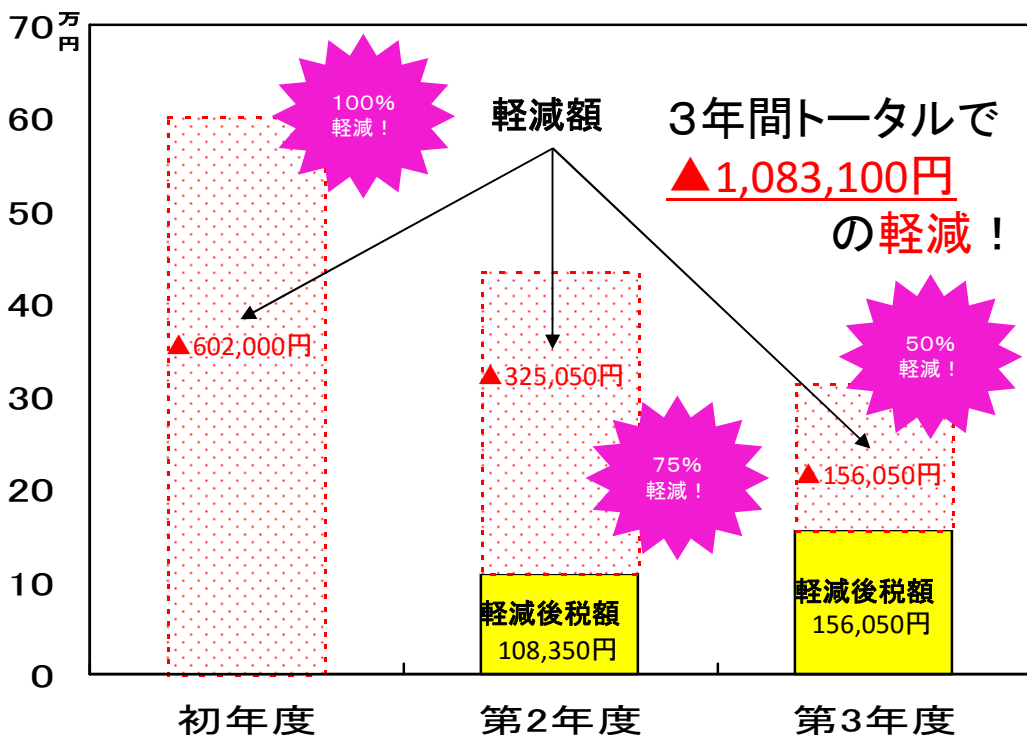 70万円
60
50
40
30
20
10
0
100%
軽減！
軽減額
３年間トータルで
▲1,083,100円
の軽減！
▲602,000円
▲325,050円
75%
軽減！
50%
軽減！
▲156,050円
軽減後税額
108,350円
軽減後税額
156,050円
初年度
第2年度
第3年度